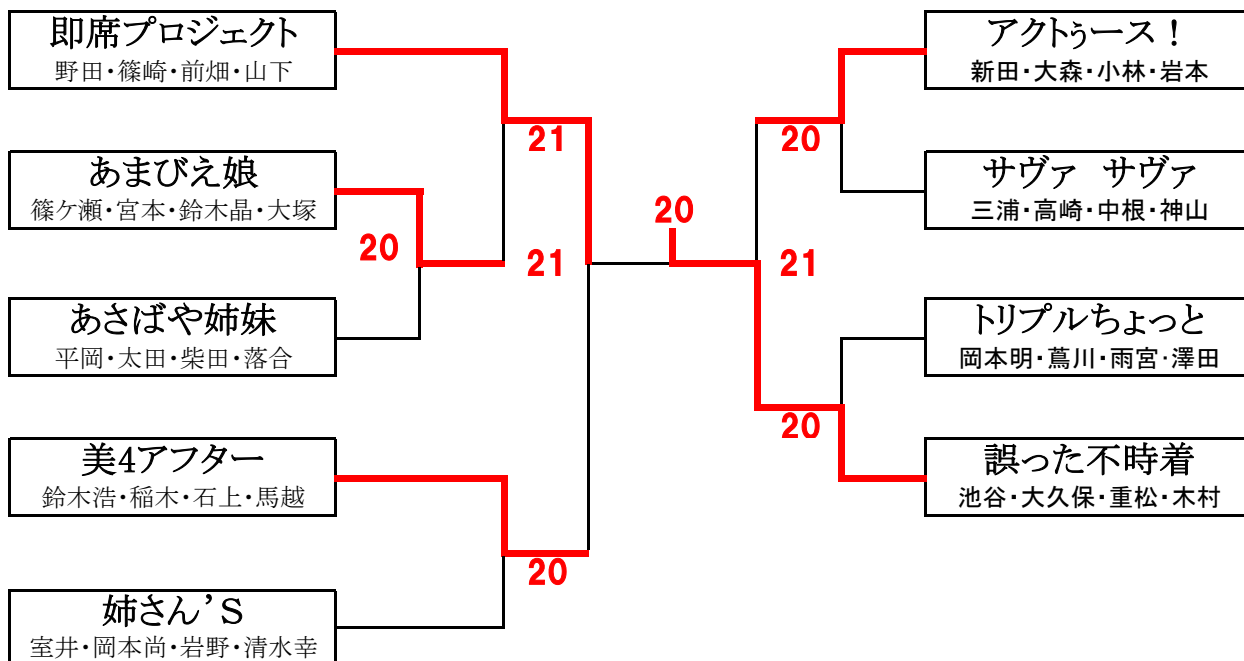 即席プロジェクト
野田・篠崎・前畑・山下
21
あまびえ娘
篠ケ瀬・宮本・鈴木晶・大塚
20
21
あさばや姉妹
平岡・太田・柴田・落合
美4アフター
鈴木浩・稲木・石上・馬越
20
姉さん’S
室井・岡本尚・岩野・清水幸
20
アクトぅース！
新田・大森・小林・岩本
20
サヴァ　サヴァ
三浦・高崎・中根・神山
21
トリプルちょっと
岡本明・蔦川・雨宮・澤田
20
誤った不時着
池谷・大久保・重松・木村